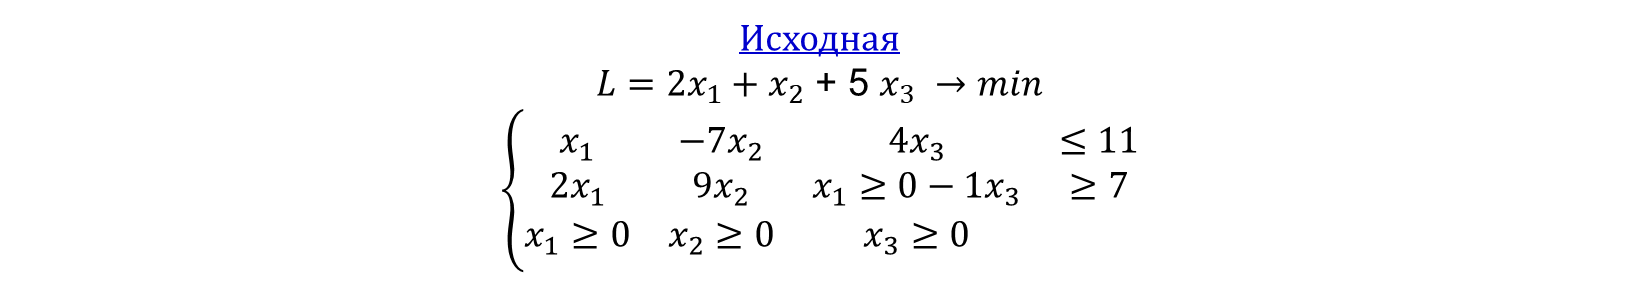 Исходная
L = 2x₁ + x₂ + 5 x₃ → min
x₁ −7x₂ 4x₃ ≤ 11
2x₁ 9x₂ x₁ ≥ 0 − 1x₃ ≥ 7
x₁ ≥ 0 x₂ ≥ 0 x₃ ≥ 0